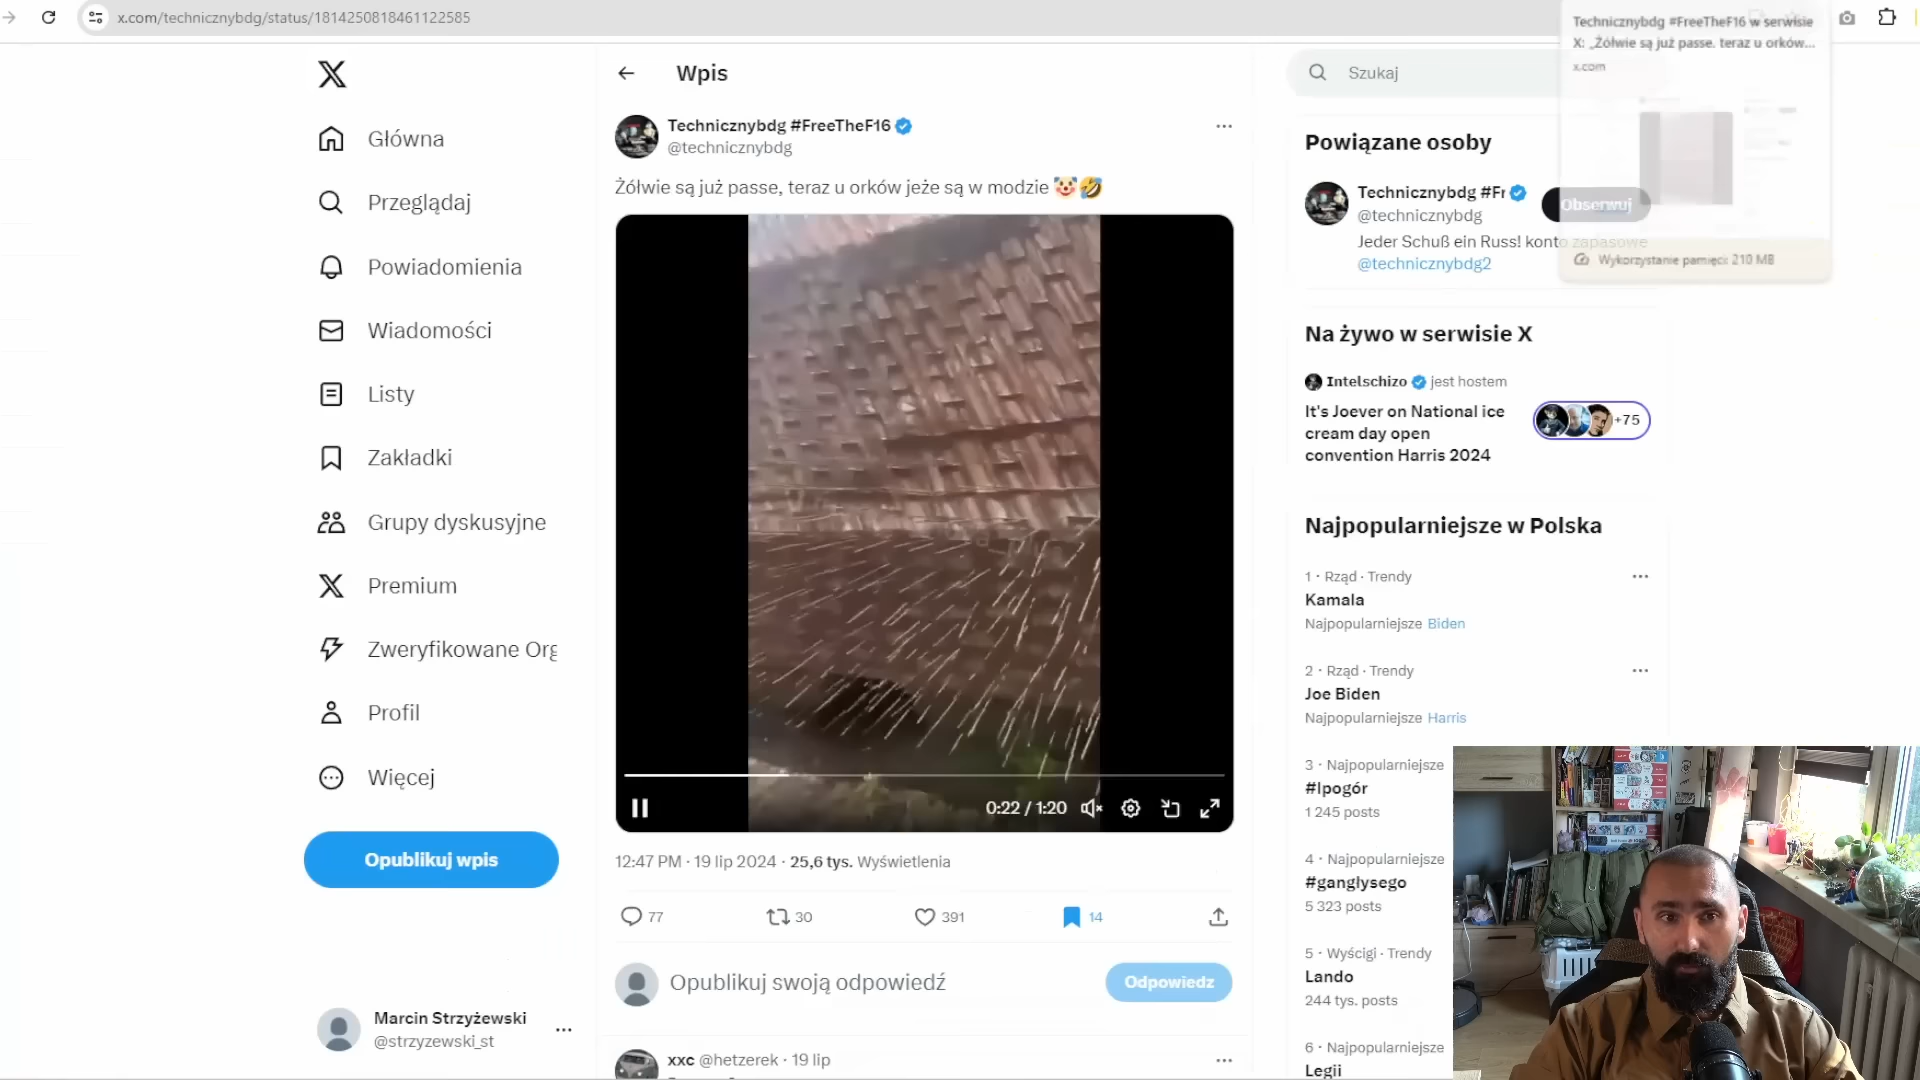 x.com/technicznybdg/status/1814250818461122585
Technicznybdg #FreeTheF16 w serwisie
X: „Żółwie są już passe, teraz u orków...
x.com
Wykorzystanie pamięci: 210 MB
Główna
Przeglądaj
Powiadomienia
Wiadomości
Listy
Zakładki
Grupy dyskusyjne
Premium
Zweryfikowane Org
Profil
Więcej
Opublikuj wpis
Marcin Strzyżewski
@strzyzewski_st
Wpis
Technicznybdg #FreeTheF16
@technicznybdg
Żółwie są już passe, teraz u orków jeże są w modzie 🤡🤣
0:22 / 1:20
12:47 PM · 19 lip 2024 · 25,6 tys. Wyświetlenia
77
30
391
14
Opublikuj swoją odpowiedź
Odpowiedz
xxc @hetzerek · 19 lip
Szukaj
Powiązane osoby
Technicznybdg #Fr
@technicznybdg
Obserwuj
Jeder Schuß ein Russ! konto zapasowe
@technicznybdg2
Na żywo w serwisie X
Intelschizo jest hostem
It's Joever on National ice
cream day open
convention Harris 2024
+75
Najpopularniejsze w Polska
1 · Rząd · Trendy
Kamala
Najpopularniejsze Biden
2 · Rząd · Trendy
Joe Biden
Najpopularniejsze Harris
3 · Najpopularniejsze
#Ipogór
1 245 posts
4 · Najpopularniejsze
#ganglysego
5 323 posts
5 · Wyścigi · Trendy
Lando
244 tys. posts
6 · Najpopularniejsze
Legii